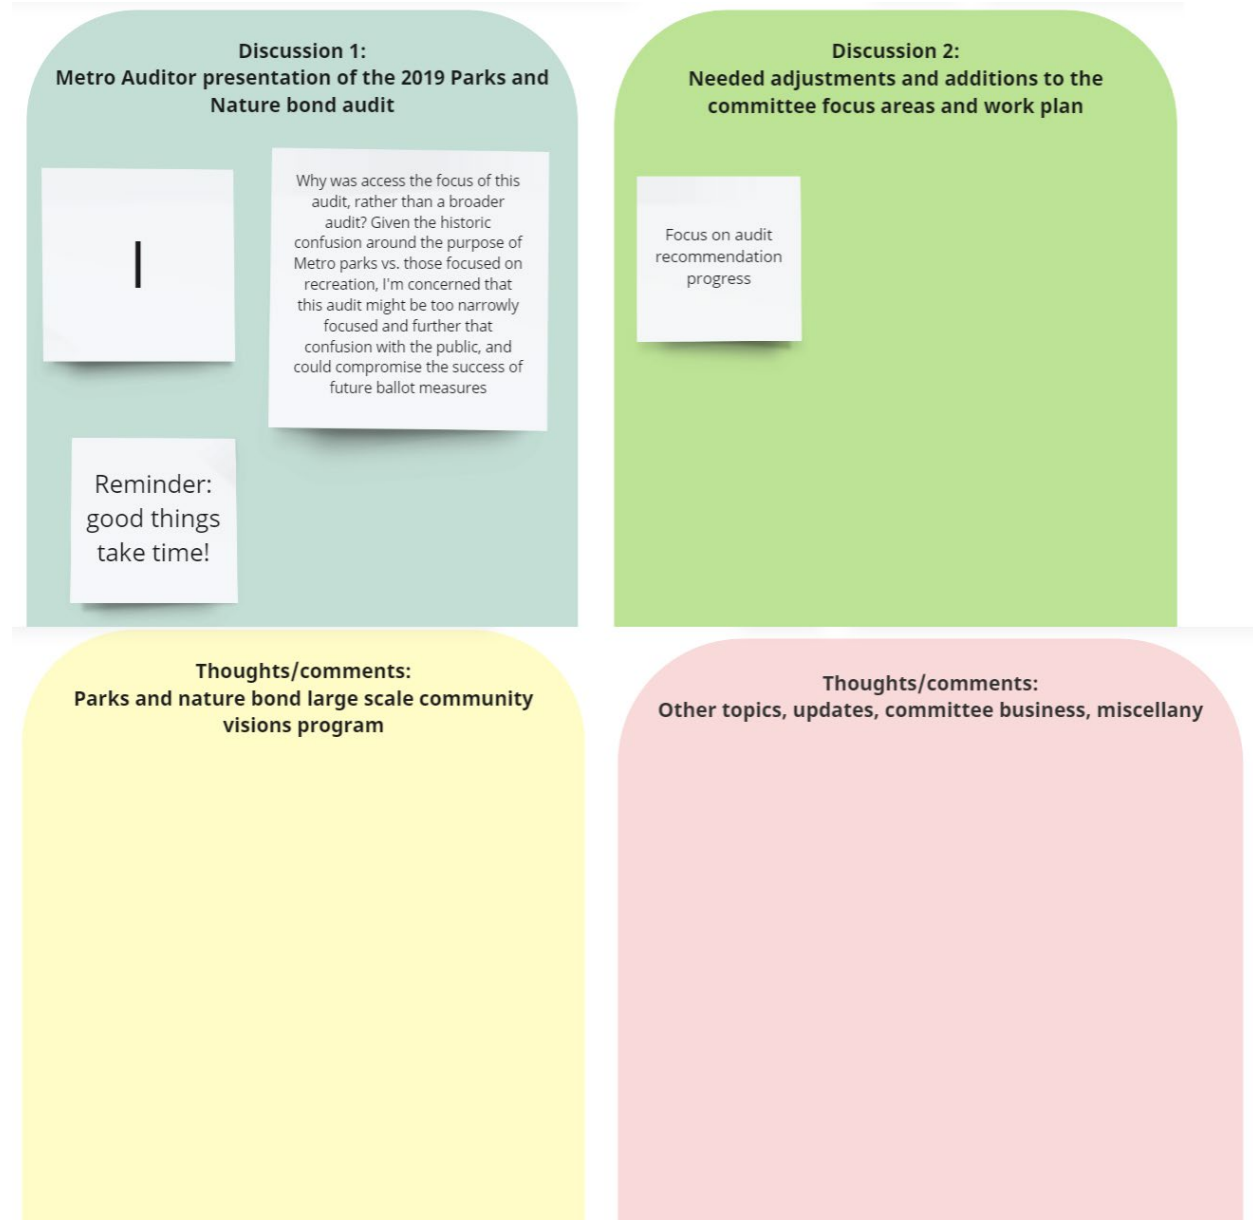 Discussion 1:
Metro Auditor presentation of the 2019 Parks and
Nature bond audit
I
Why was access the focus of this
audit, rather than a broader
audit? Given the historic
confusion around the purpose of
Metro parks vs. those focused on
recreation, I'm concerned that
this audit might be too narrowly
focused and further that
confusion with the public, and
could compromise the success of
future ballot measures
Reminder:
good things
take time!
Discussion 2:
Needed adjustments and additions to the
committee focus areas and work plan
Focus on audit
recommendation
progress
Thoughts/comments:
Parks and nature bond large scale community
visions program
Thoughts/comments:
Other topics, updates, committee business, miscellany